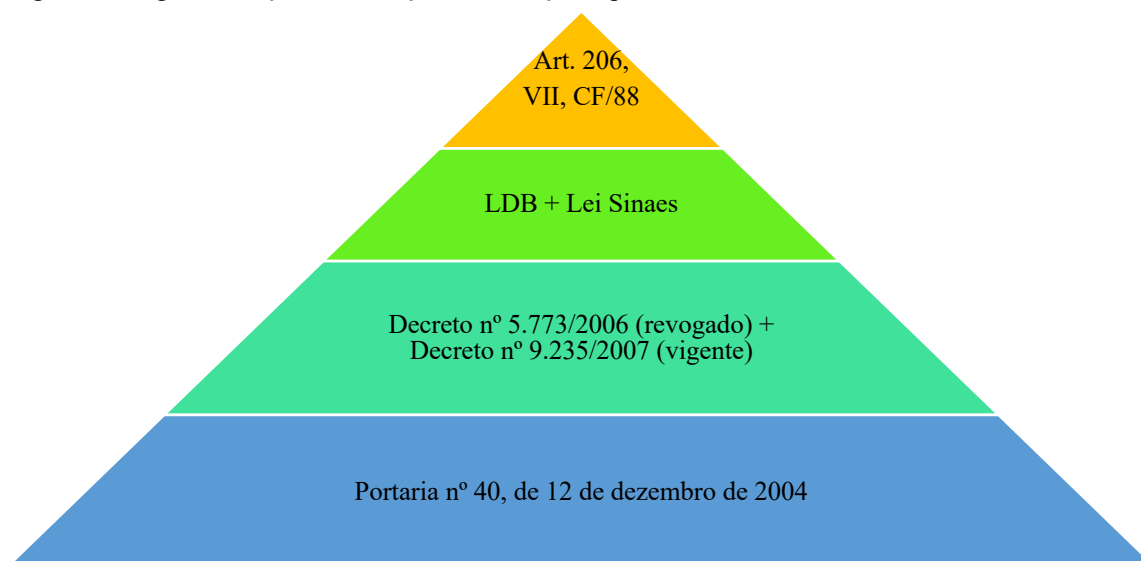 Art. 206,
VII, CF/88
LDB + Lei Sinaes
Decreto nº 5.773/2006 (revogado) +
Decreto nº 9.235/2007 (vigente)
Portaria nº 40, de 12 de dezembro de 2004